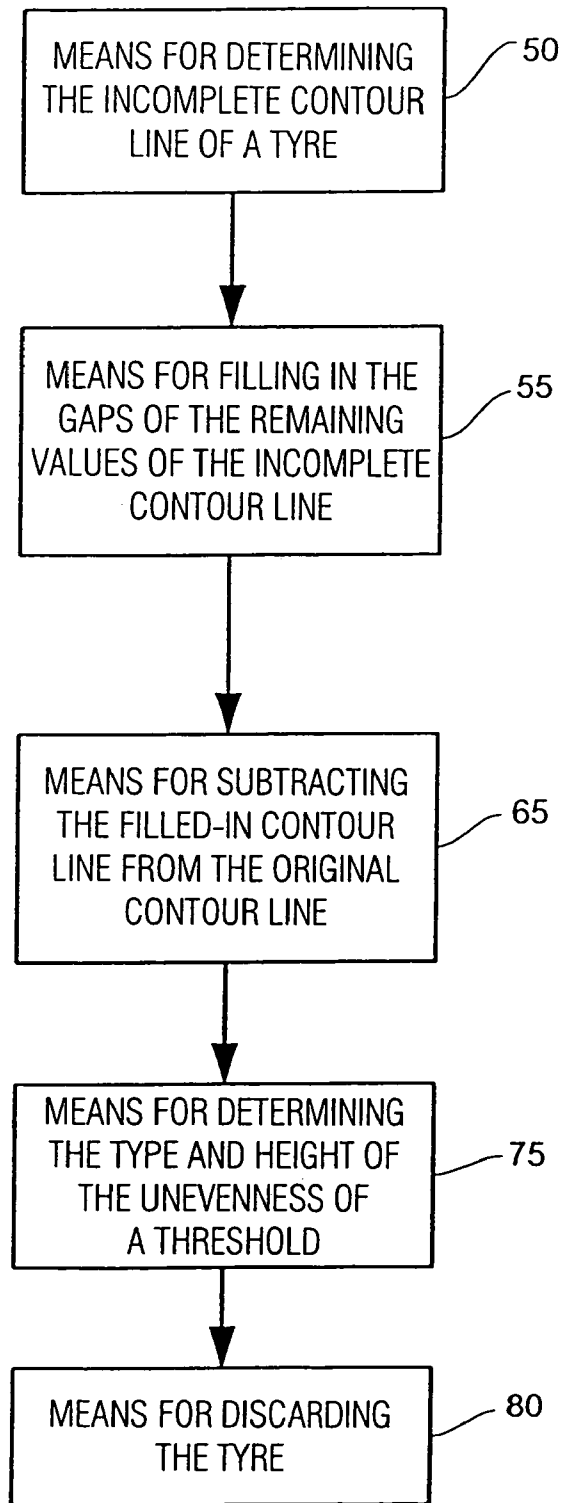 MEANS FOR DETERMINING
THE INCOMPLETE CONTOUR
LINE OF A TYRE
50
MEANS FOR FILLING IN THE
GAPS OF THE REMAINING
VALUES OF THE INCOMPLETE
CONTOUR LINE
55
MEANS FOR SUBTRACTING
THE FILLED-IN CONTOUR
LINE FROM THE ORIGINAL
CONTOUR LINE
65
MEANS FOR DETERMINING
THE TYPE AND HEIGHT OF
THE UNEVENNESS OF
A THRESHOLD
75
MEANS FOR DISCARDING
THE TYRE
80